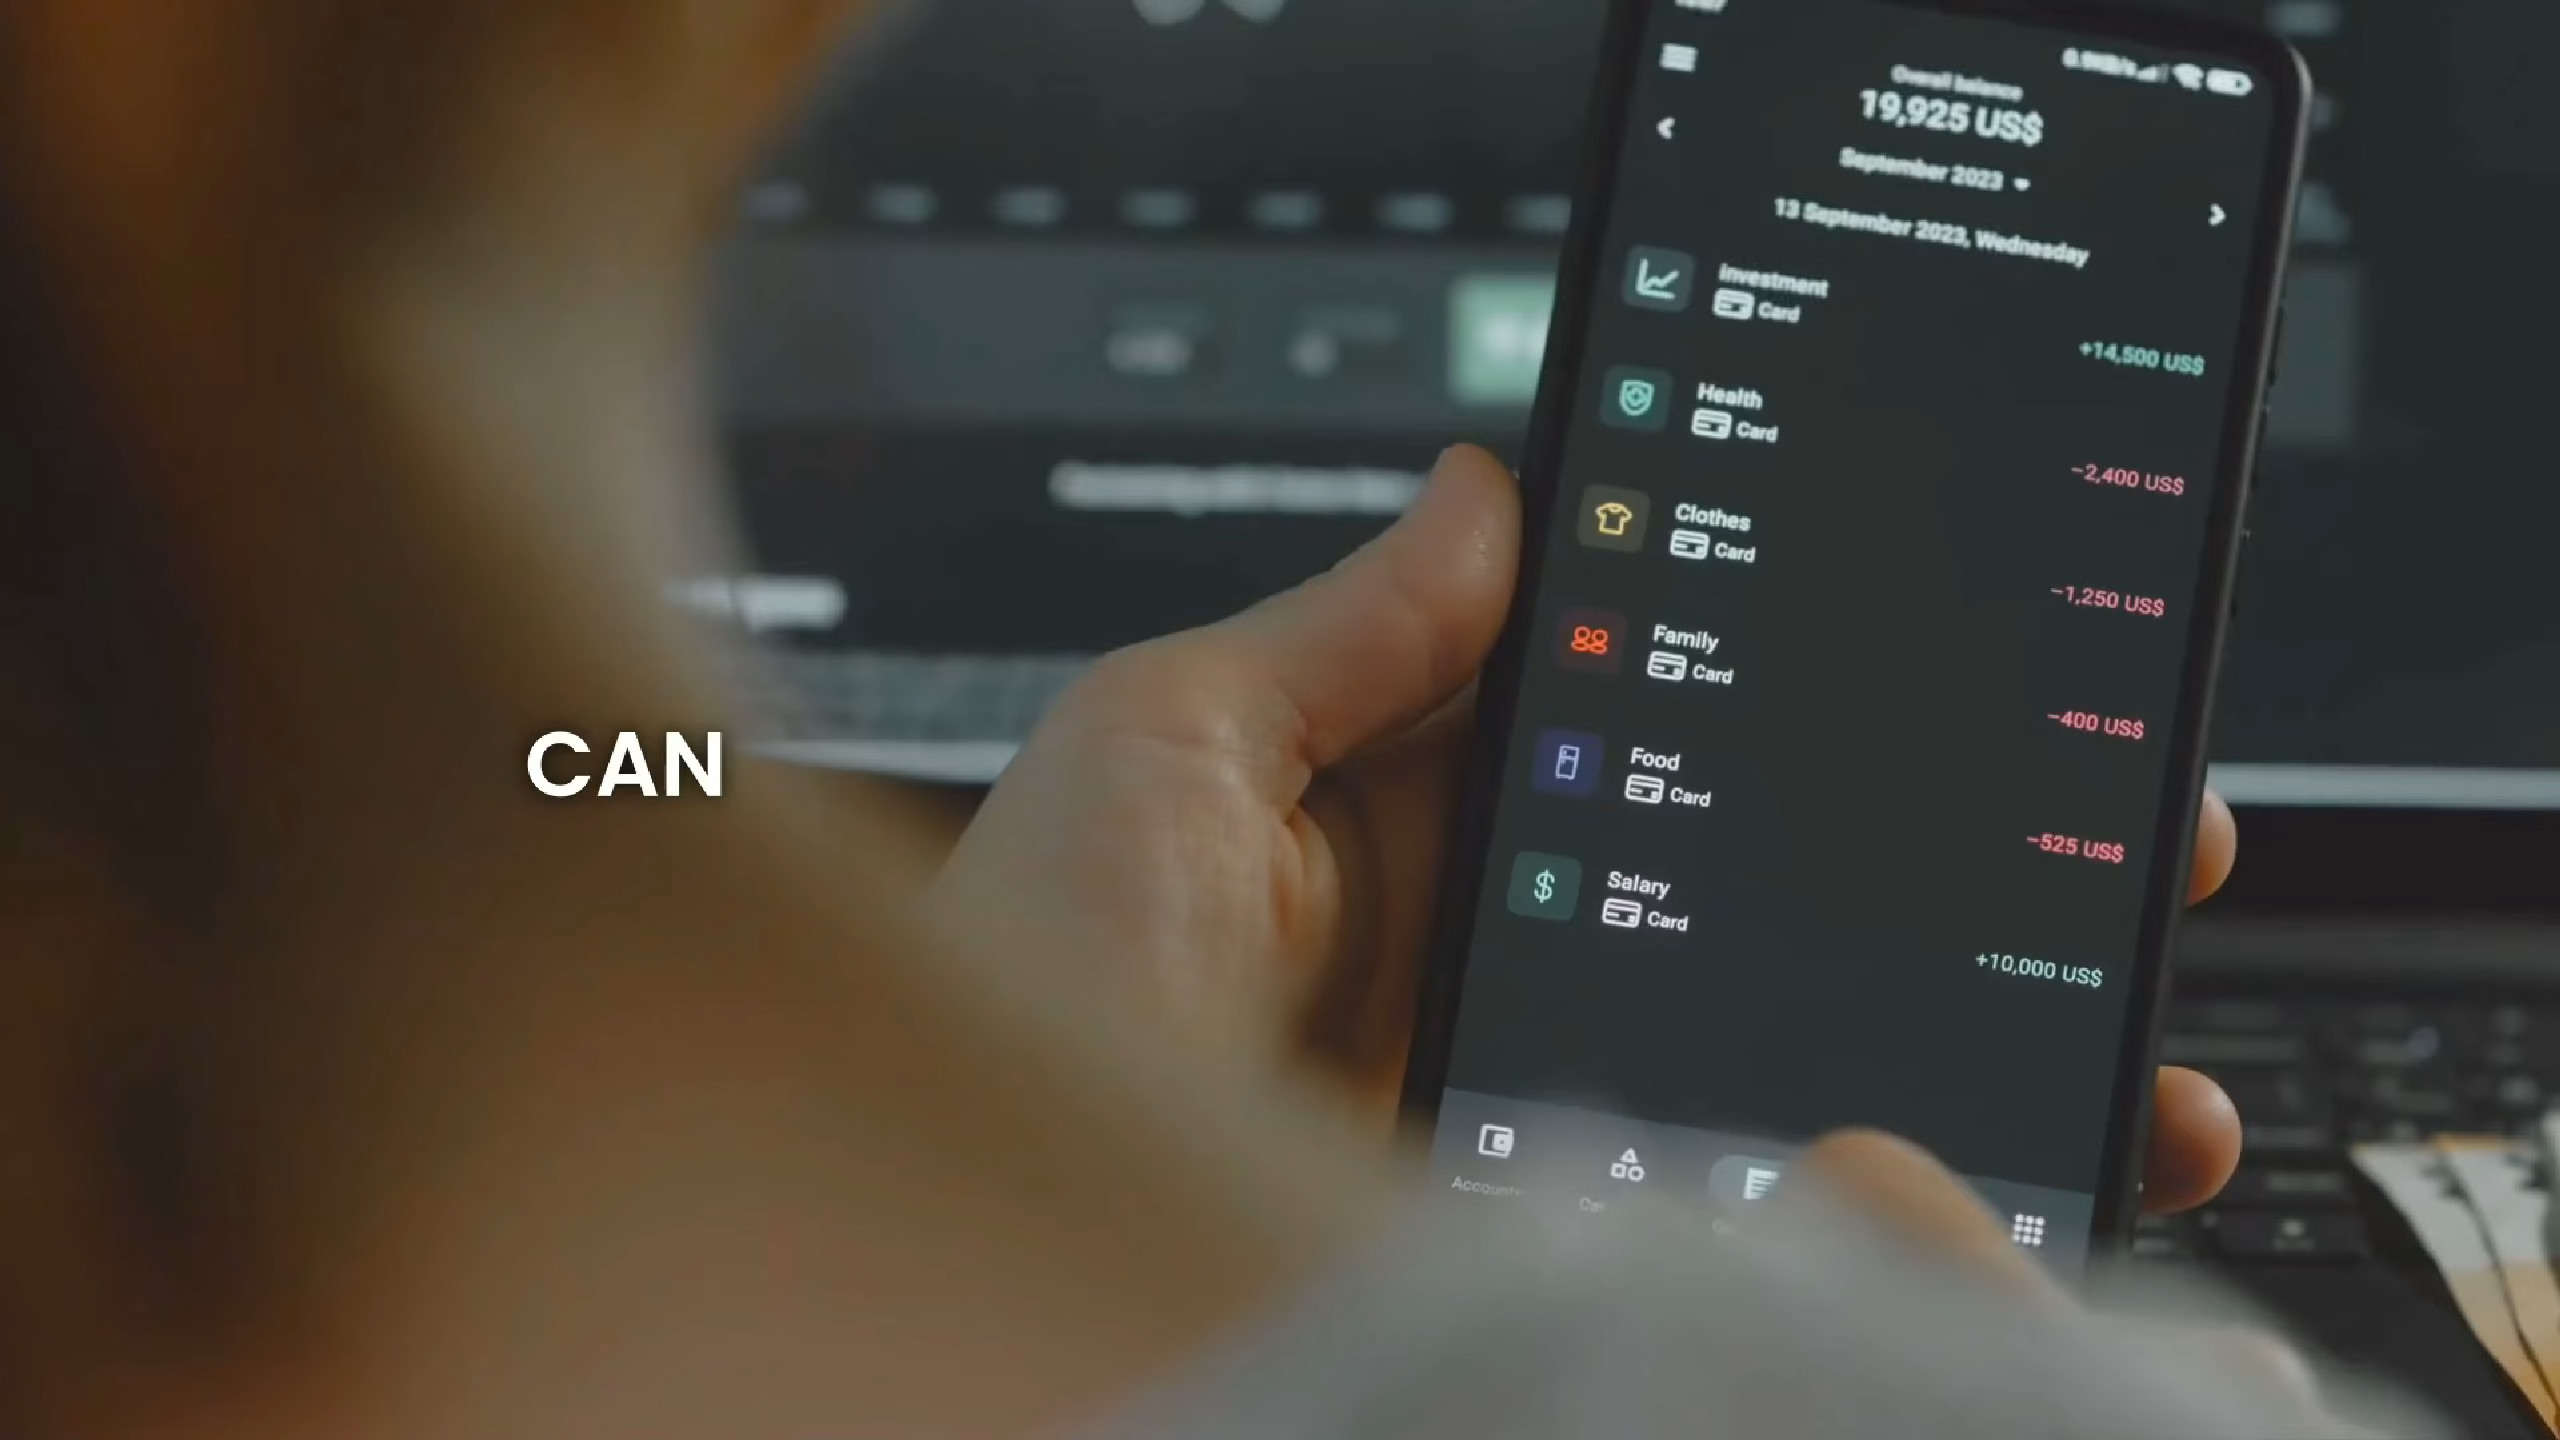 Overall balance
19,925 US$
September 2023
13 September 2023, Wednesday
investment
Card
+14,500 US$
Health
Card
-2,400 US$
Clothes
Card
-1,250 US$
Family
Card
-400 US$
Food
Card
-525 US$
Salary
Card
+10,000 US$
CAN